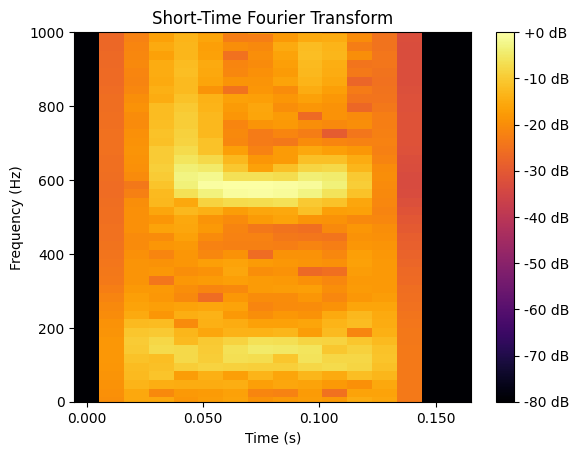 Short-Time Fourier Transform
1000
800
600
400
200
0
Frequency (Hz)
0.000
0.050
0.100
0.150
Time (s)
+0 dB
-10 dB
-20 dB
-30 dB
-40 dB
-50 dB
-60 dB
-70 dB
-80 dB